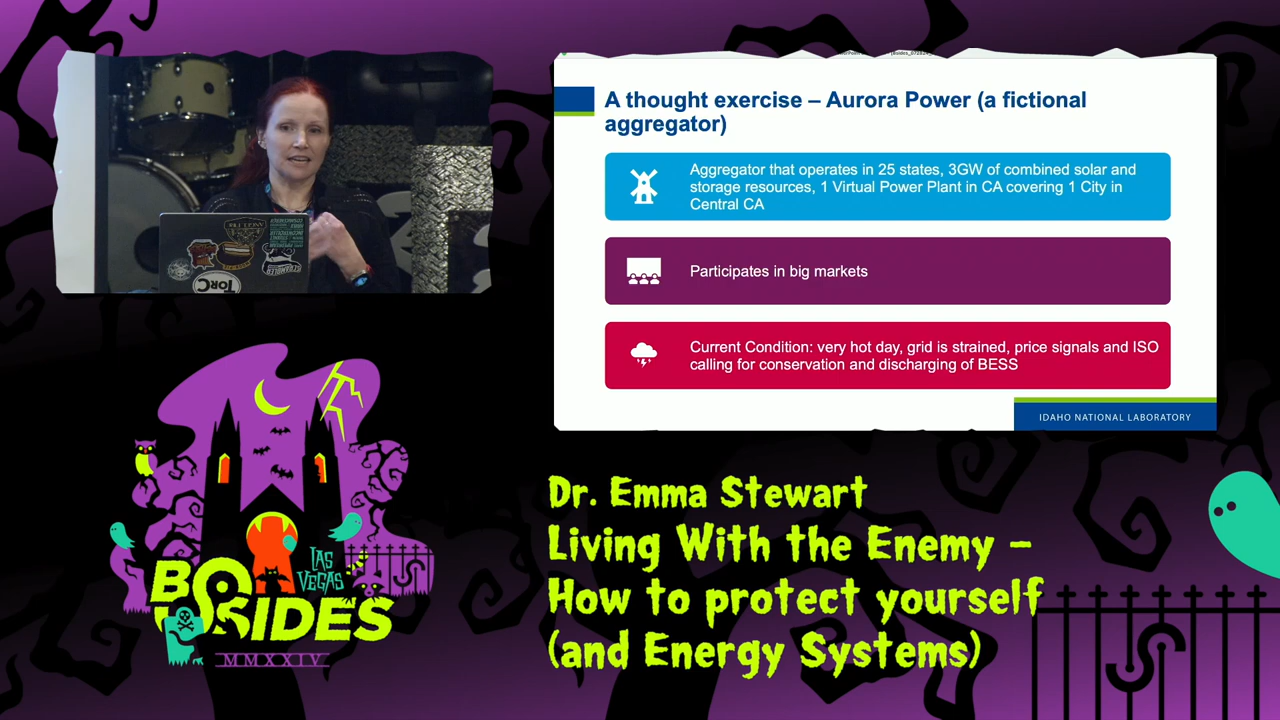 A thought exercise – Aurora Power (a fictional
aggregator)
Aggregator that operates in 25 states, 3GW of combined solar and
storage resources, 1 Virtual Power Plant in CA covering 1 City in
Central CA
Participates in big markets
Current Condition: very hot day, grid is strained, price signals and ISO
calling for conservation and discharging of BESS
IDAHO NATIONAL LABORATORY
TorC
LAS
VEGAS
BSIDES
MMXXIV
Dr. Emma Stewart
Living With the Enemy –
How to protect yourself
(and Energy Systems)